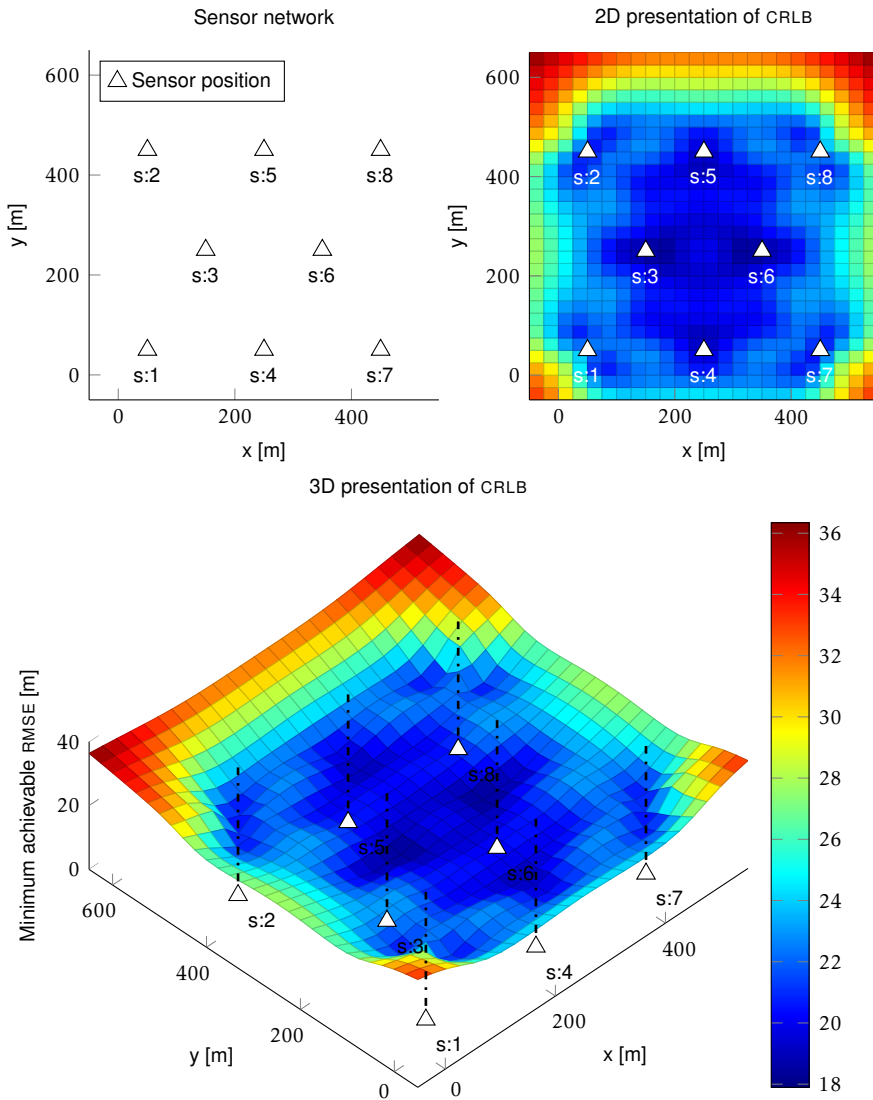 Sensor network
Sensor position
600
400
200
0
y [m]
s:2 s:5 s:8
s:3 s:6
s:1 s:4 s:7
0 200 400
x [m]
2D presentation of CRLB
600
400
200
0
y [m]
s:2 s:5 s:8
s:3 s:6
s:1 s:4 s:7
0 200 400
x [m]
3D presentation of CRLB
Minimum achievable RMSE [m]
40
20
0
600
400
200
0
y [m]
0
200
400
x [m]
s:8
s:5
s:6
s:7
s:2
s:3
s:4
s:1
36
34
32
30
28
26
24
22
20
18